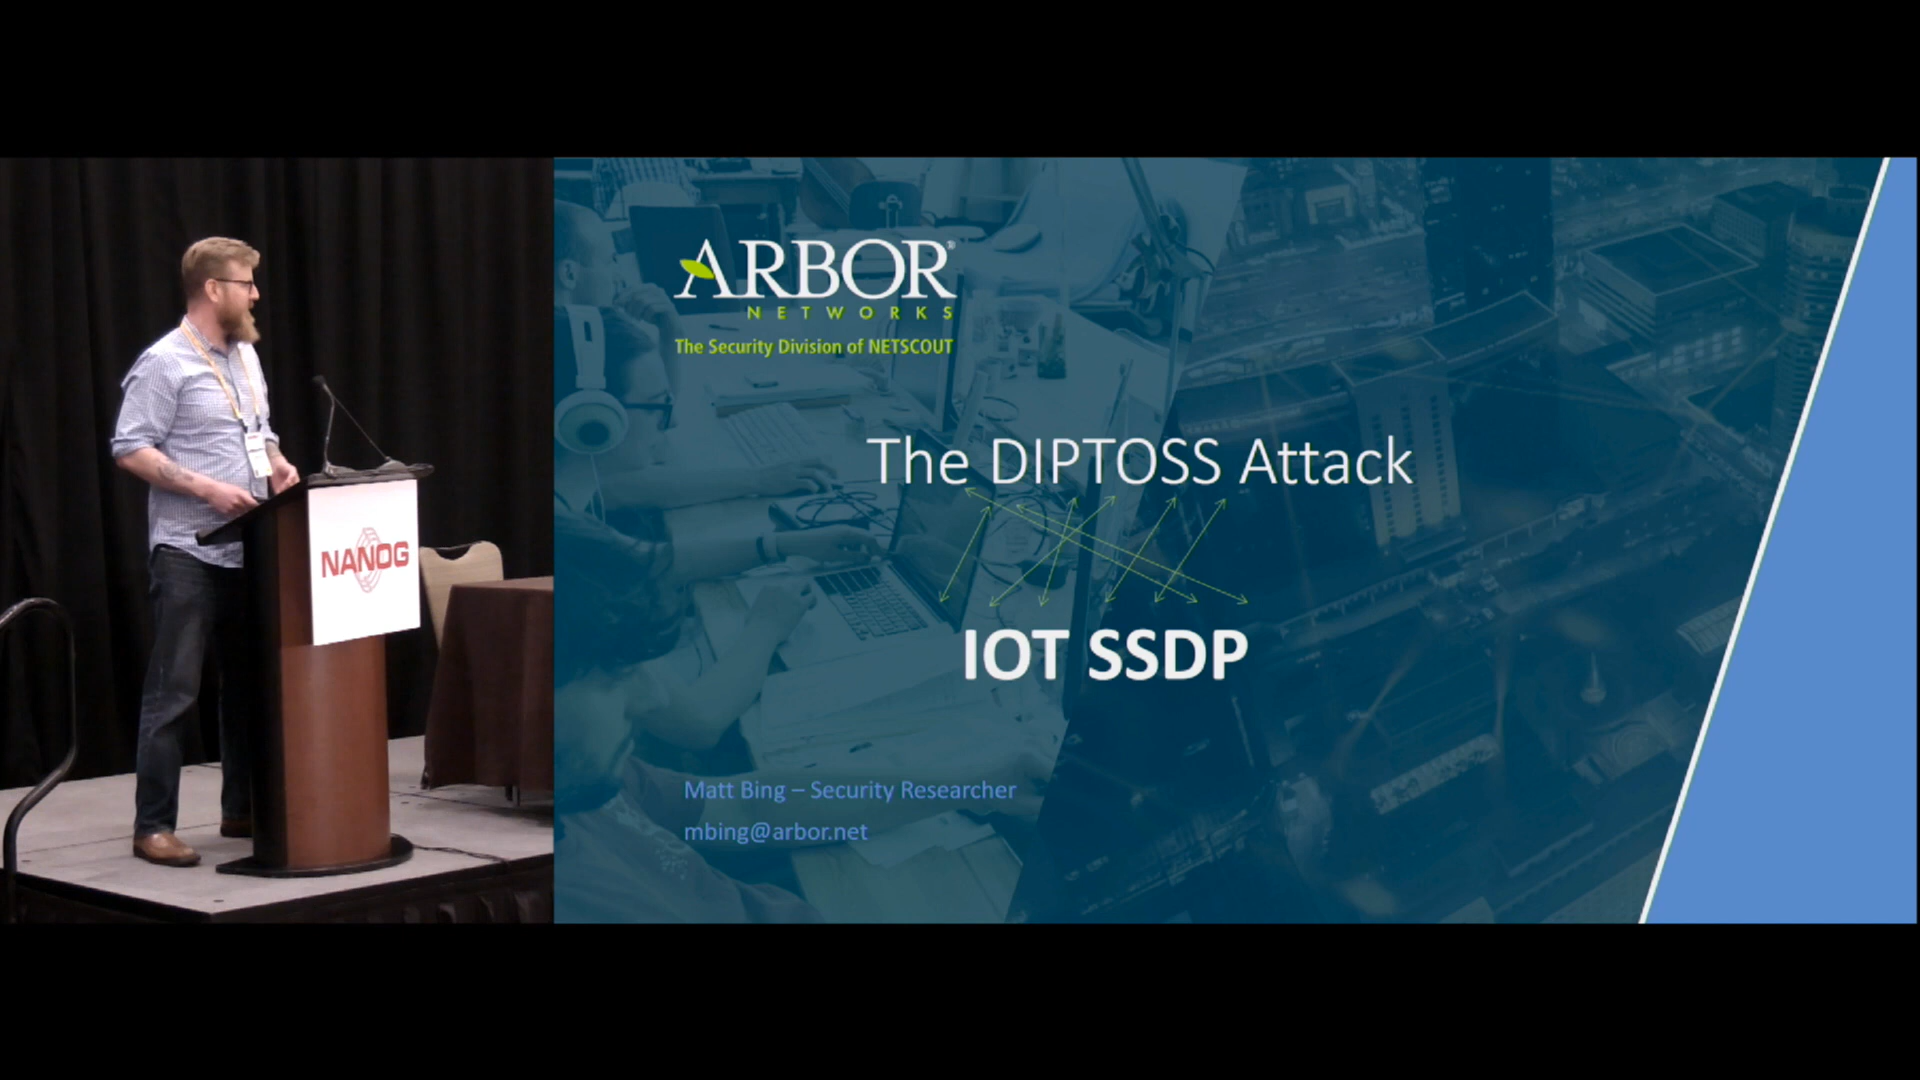 NANOG
ARBOR®
NETWORKS
The Security Division of NETSCOUT
The DIPTOSS Attack
IOT SSDP
Matt Bing – Security Researcher
mbing@arbor.net